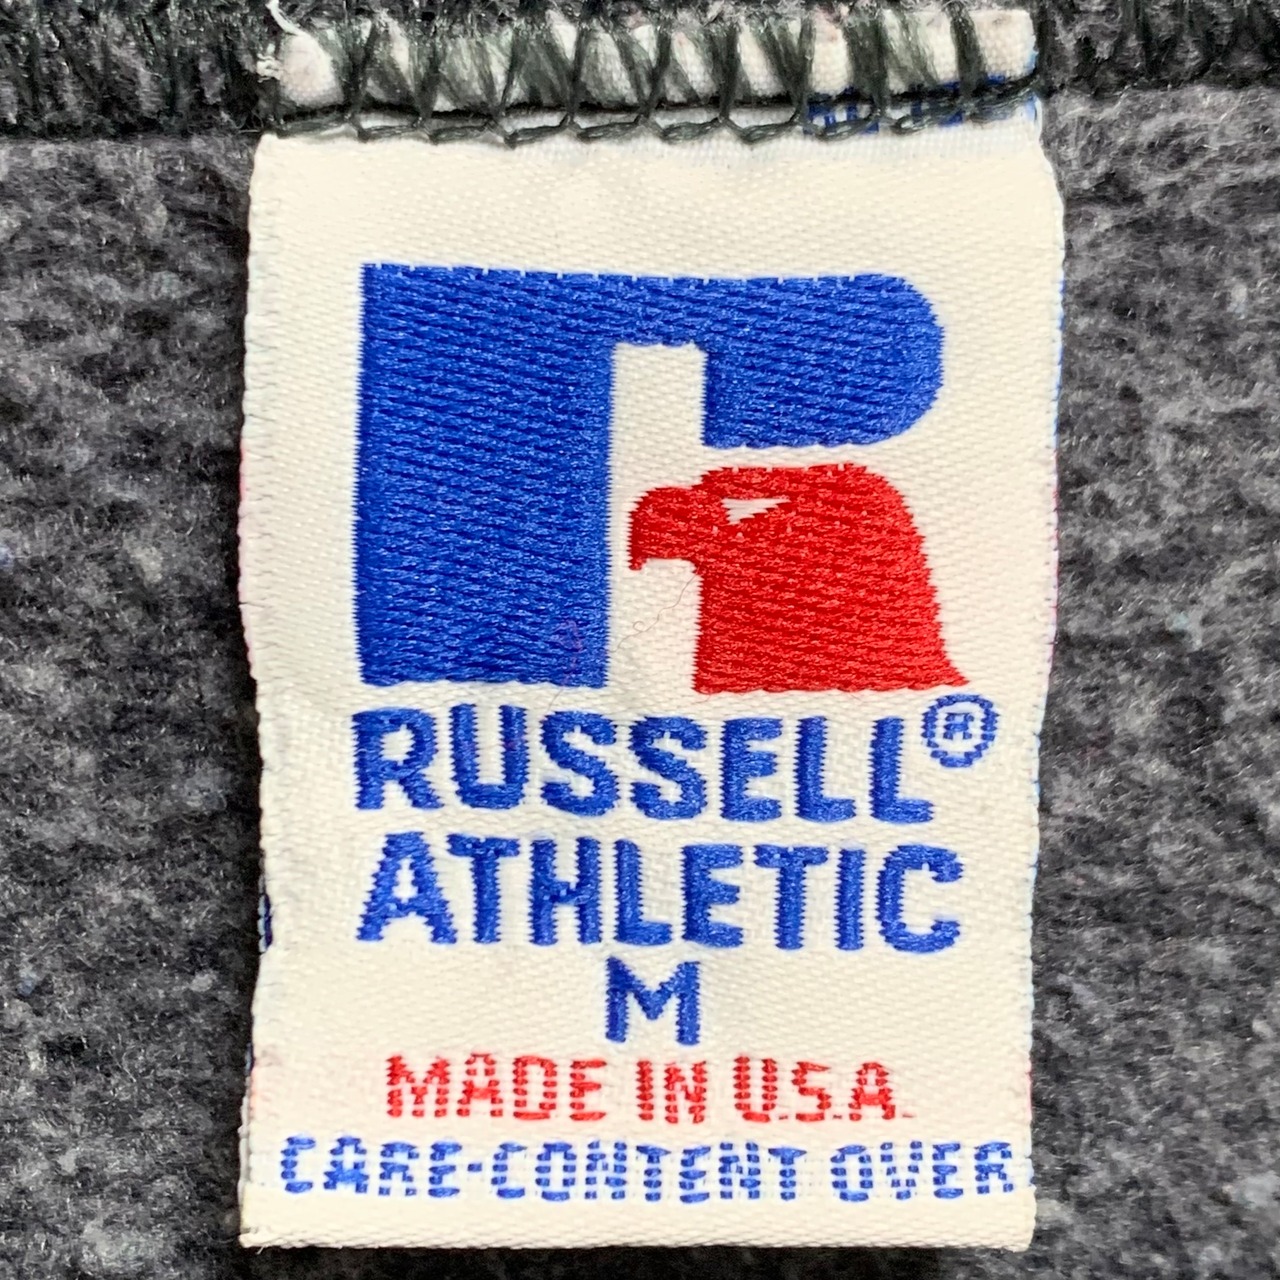 RUSSELL®
ATHLETIC
M
MADE IN U.S.A.
CARE-CONTENT OVER